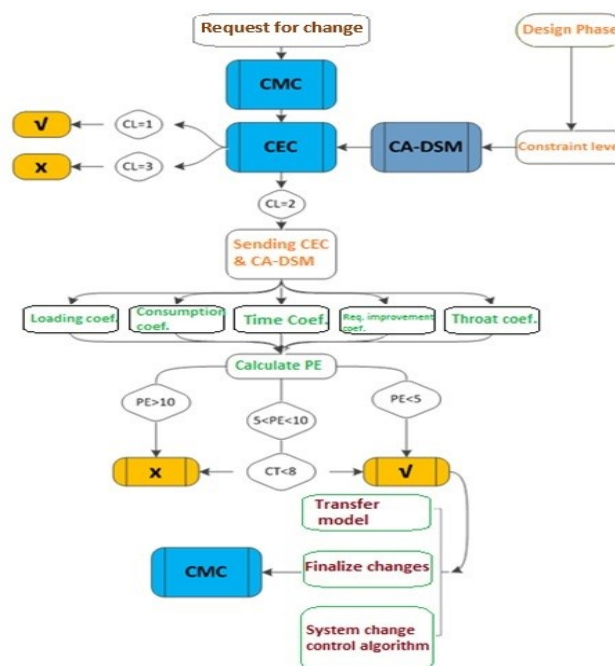 Request for change
Design Phase
CMC
√
CL=1
CEC
CA-DSM
Constraint level
x
CL=3
CL=2
Sending CEC
& CA-DSM
Loading coef.
Consumption
coef.
Time Coef.
Req. improvement
coef.
Throat coef.
Calculate PE
PE>10
5<PE<10
PE<5
x
CT<8
√
Transfer
model
CMC
Finalize changes
System change
control algorithm